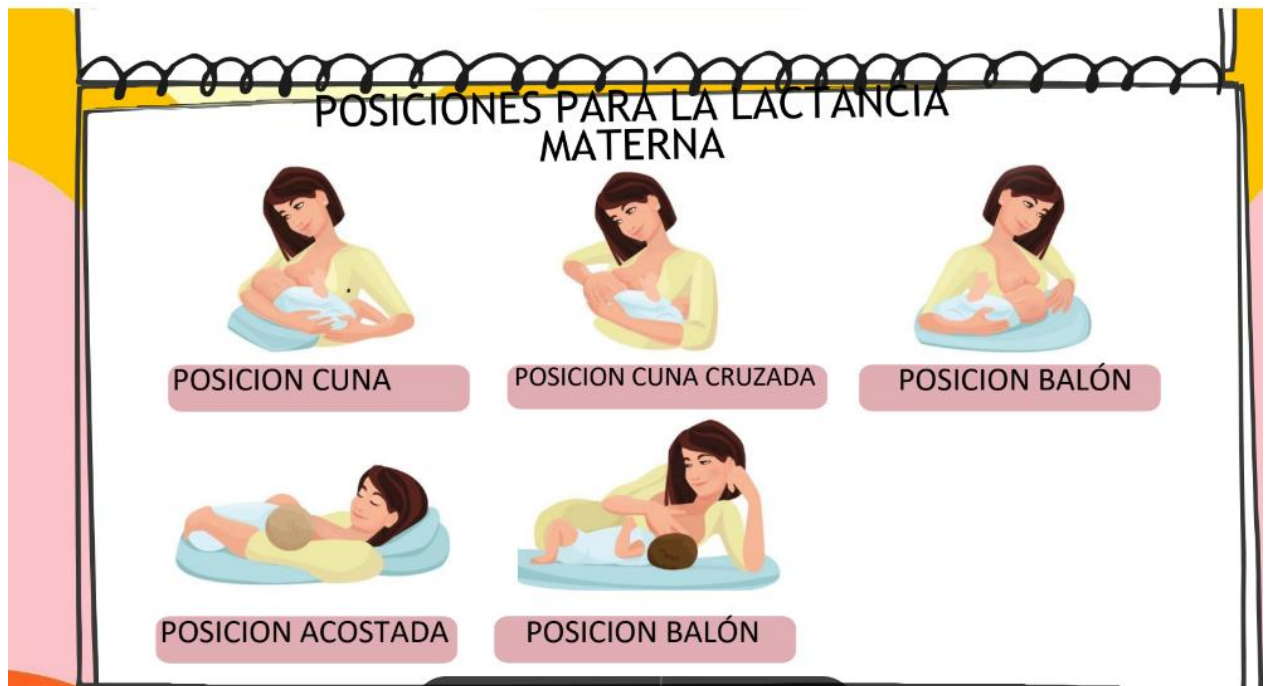 POSICIONES PARA LA LACTANCIA
MATERNA
POSICION CUNA
POSICION CUNA CRUZADA
POSICION BALÓN
POSICION ACOSTADA
POSICION BALÓN